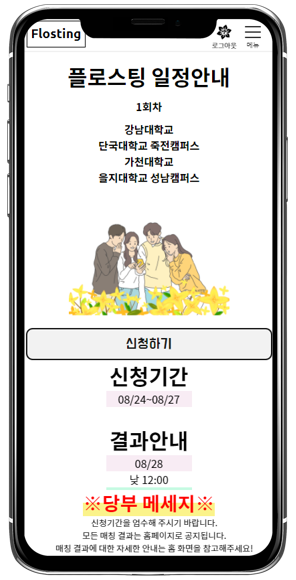 Flosting
로그아웃
메뉴
플로스팅 일정안내
1회차
강남대학교
단국대학교 죽전캠퍼스
가천대학교
을지대학교 성남캠퍼스
신청하기
신청기간
08/24~08/27
결과안내
08/28
낮 12:00
※당부 메세지※
신청기간을 엄수해 주시기 바랍니다.
모든 매칭 결과는 홈페이지로 공지됩니다.
매칭 결과에 대한 자세한 안내는 홈 화면을 참고해주세요!